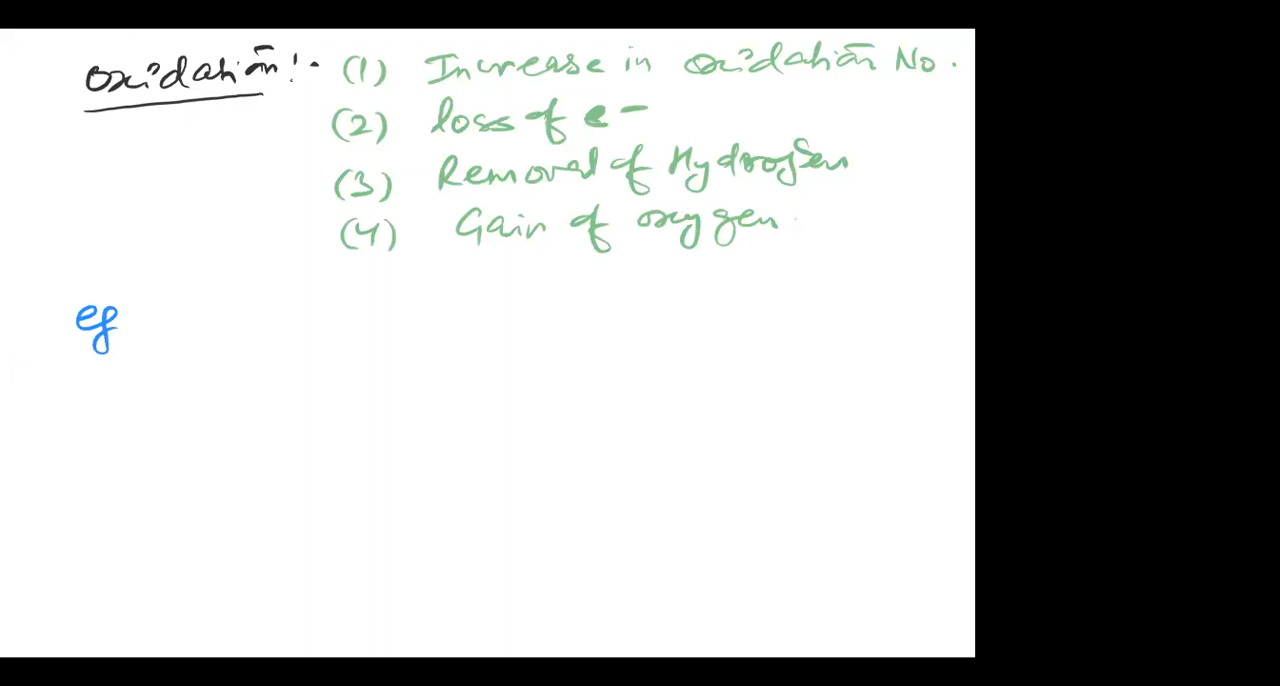 Oxidation :- (1) Increase in oxidation No.
(2) loss of e-
(3) Removal of Hydrogen
(4) Gain of oxygen.
eg